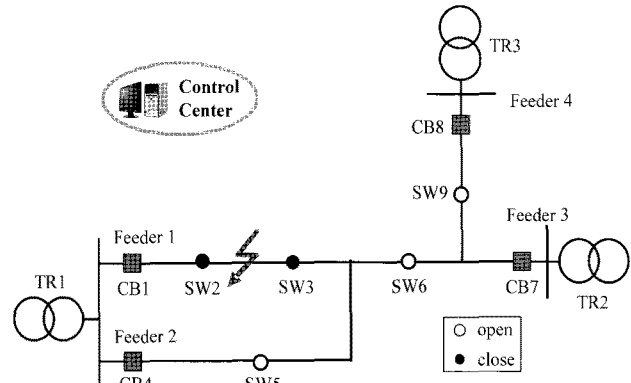 TR3
Control
Center
Feeder 4
CB8
SW9
Feeder 3
Feeder 1
TR1
CB1
SW2
SW3
SW6
CB7
TR2
Feeder 2
open
close
CB4
SW5